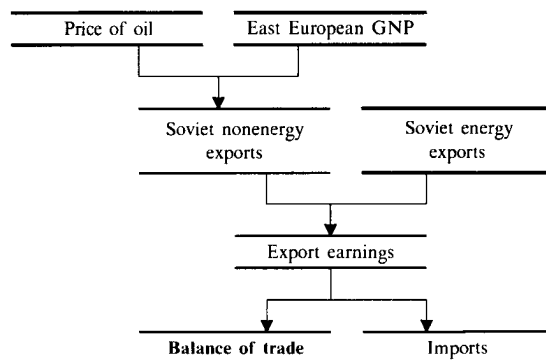 Price of oil
East European GNP
Soviet nonenergy
exports
Soviet energy
exports
Export earnings
Balance of trade
Imports